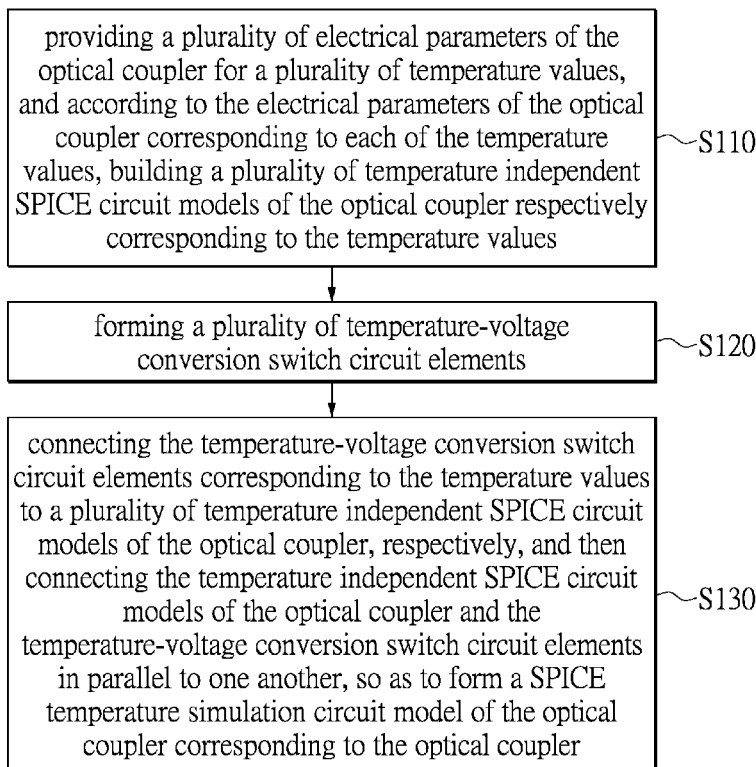 providing a plurality of electrical parameters of the
optical coupler for a plurality of temperature values,
and according to the electrical parameters of the optical
coupler corresponding to each of the temperature
values, building a plurality of temperature independent
SPICE circuit models of the optical coupler respectively
corresponding to the temperature values
S110
forming a plurality of temperature-voltage
conversion switch circuit elements
S120
connecting the temperature-voltage conversion switch
circuit elements corresponding to the temperature values
to a plurality of temperature independent SPICE circuit
models of the optical coupler, respectively, and then
connecting the temperature independent SPICE circuit
models of the optical coupler and the
temperature-voltage conversion switch circuit elements
in parallel to one another, so as to form a SPICE
temperature simulation circuit model of the optical
coupler corresponding to the optical coupler
S130